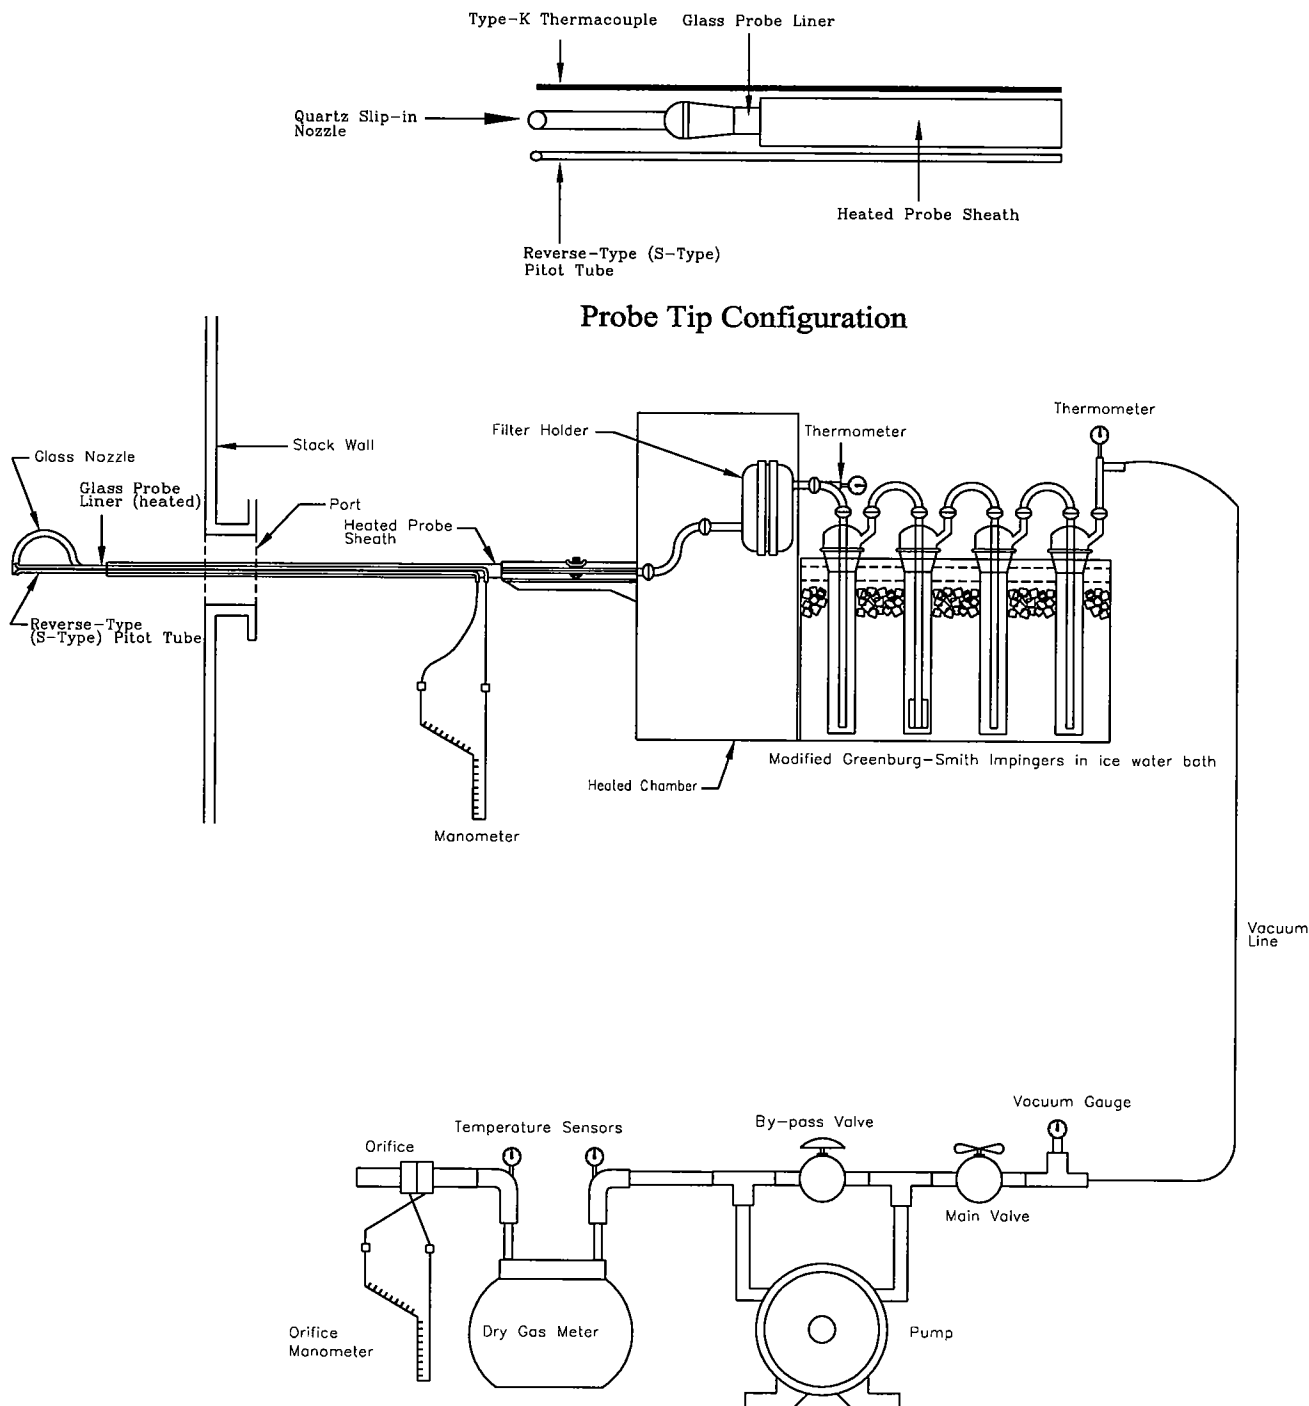 Type-K Thermacouple
Glass Probe Liner
Quartz Slip-in
Nozzle
Heated Probe Sheath
Reverse-Type (S-Type)
Pitot Tube
Probe Tip Configuration
Thermometer
Filter Holder
Thermometer
Stack Wall
Glass Nozzle
Glass Probe
Liner (heated)
Port
Heated Probe
Sheath
Reverse-Type
(S-Type) Pitot Tube
Modified Greenburg-Smith Impingers in ice water bath
Heated Chamber
Manometer
Vacuum
Line
Vacuum Gauge
By-pass Valve
Temperature Sensors
Orifice
Main Valve
Orifice
Manometer
Dry Gas Meter
Pump